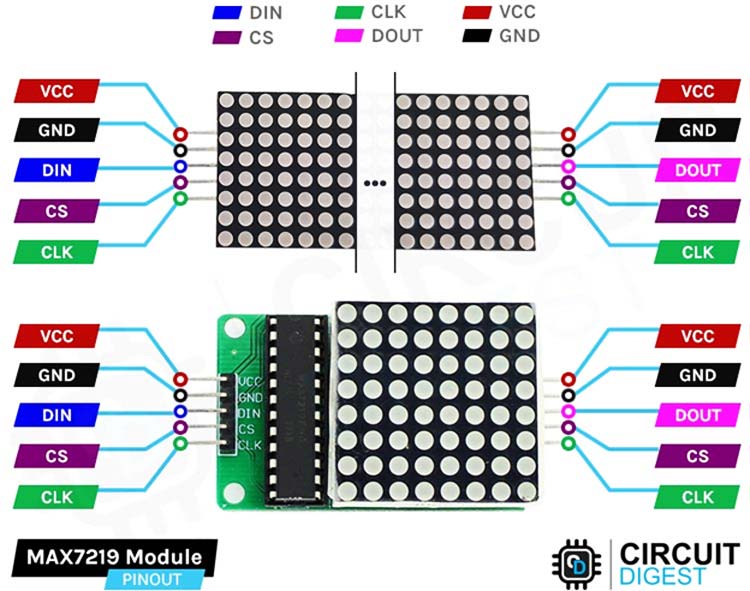 DIN CLK VCC
CS DOUT GND
VCC VCC
GND GND
DIN DOUT
CS CS
CLK CLK
VCC VCC
GND GND
DIN DOUT
CS CS
CLK CLK
VCC
GND
DIN
CS
CLK
MAX7219 Module
PINOUT
CD
CIRCUIT
DIGEST